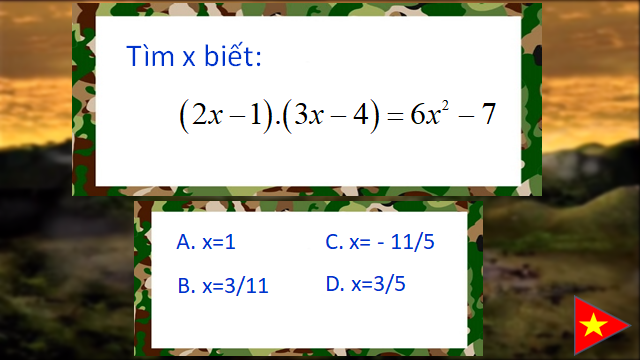 Tìm x biết:
(2x – 1).(3x – 4) = 6x² – 7
A. x=1
C. x= - 11/5
B. x=3/11
D. x=3/5